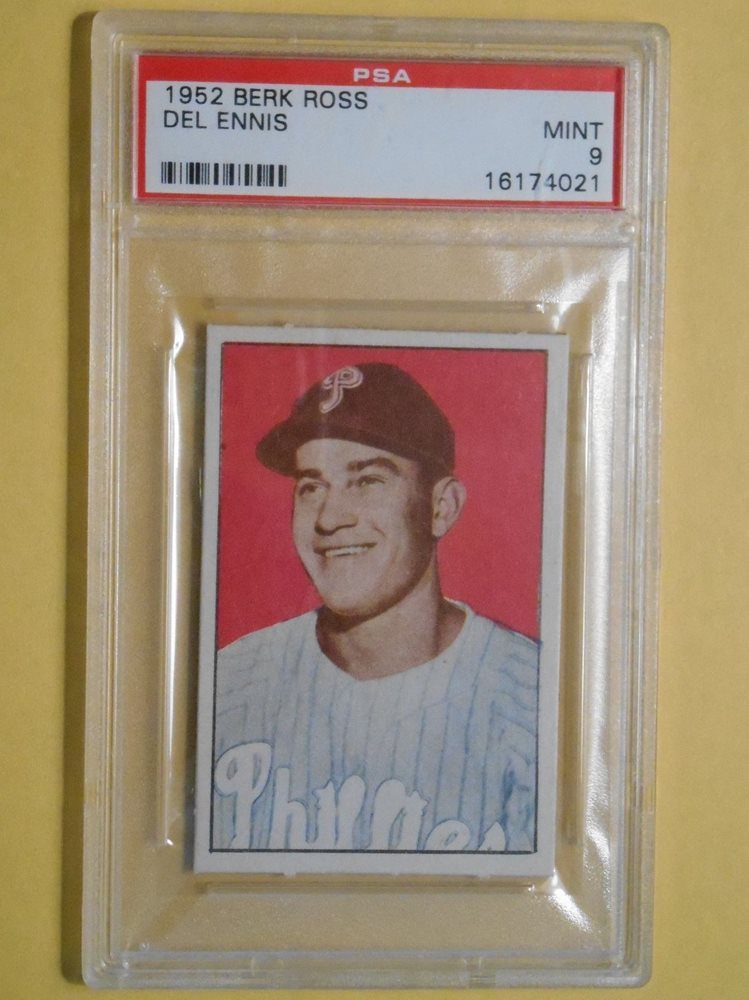 PSA
1952 BERK ROSS
DEL ENNIS
MINT
9
16174021
P
Phillies